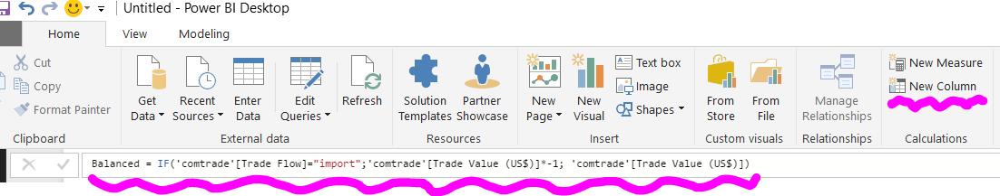 Untitled - Power BI Desktop
Home View Modeling
Cut
Copy
Format Painter
Get Data
Recent Sources
Enter Data
Edit Queries
Refresh
Solution Templates
Partner Showcase
New Page
New Visual
Text box
Image
Shapes
From Store
From File
Manage Relationships
New Measure
New Column
Clipboard External data Resources Insert Custom visuals Relationships Calculations
Balanced = IF('comtrade'[Trade Flow]="import";'comtrade'[Trade Value (US$)]*-1; 'comtrade'[Trade Value (US$)])